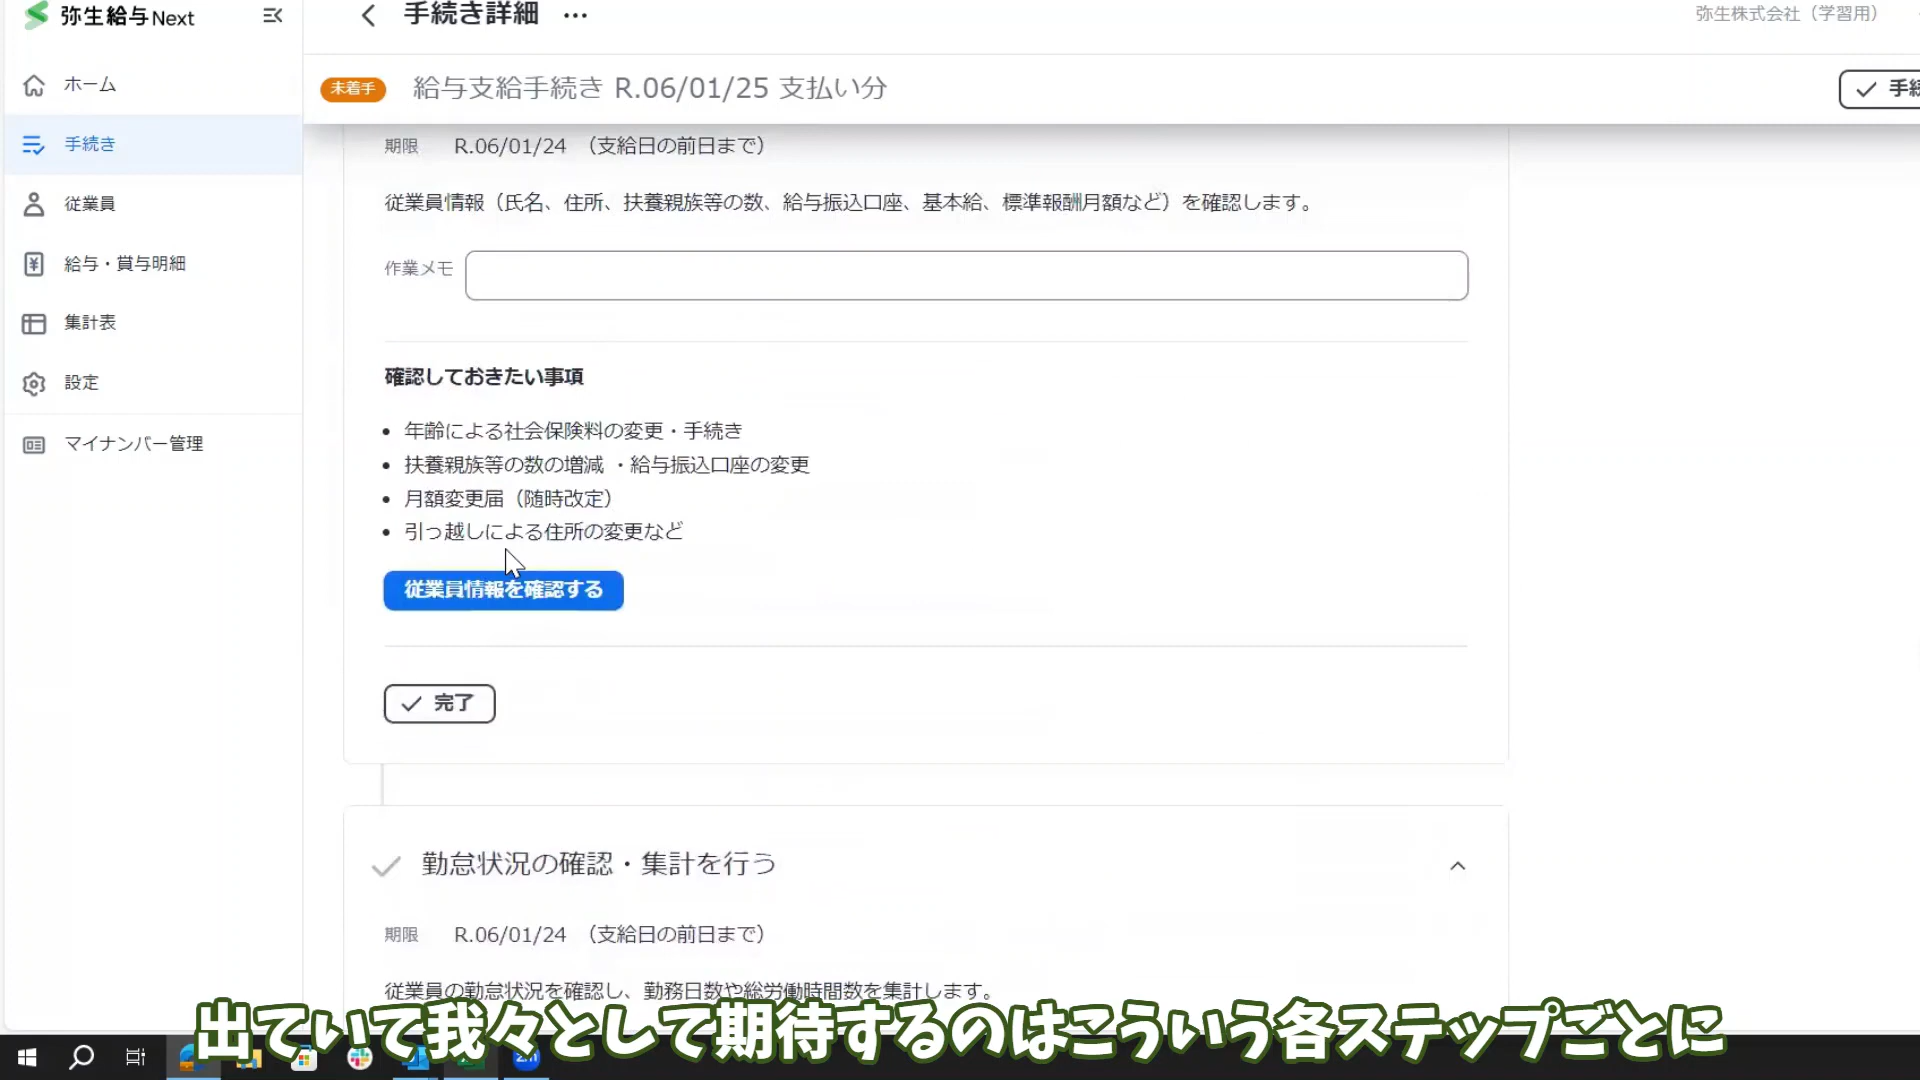 弥生給与Next
手続き詳細
弥生株式会社（学習用）
ホーム
手続き
従業員
給与・賞与明細
集計表
設定
マイナンバー管理
未着手
給与支給手続き R.06/01/25 支払い分
手続
期限 R.06/01/24 （支給日の前日まで）
従業員情報（氏名、住所、扶養親族等の数、給与振込口座、基本給、標準報酬月額など）を確認します。
作業メモ
確認しておきたい事項
• 年齢による社会保険料の変更・手続き
• 扶養親族等の数の増減 ・給与振込口座の変更
• 月額変更届（随時改定）
• 引っ越しによる住所の変更など
従業員情報を確認する
完了
勤怠状況の確認・集計を行う
期限 R.06/01/24 （支給日の前日まで）
従業員の勤怠状況を確認し、勤務日数や総労働時間数を集計します。
出ていて我々として期待するのはこういう各ステップごとに